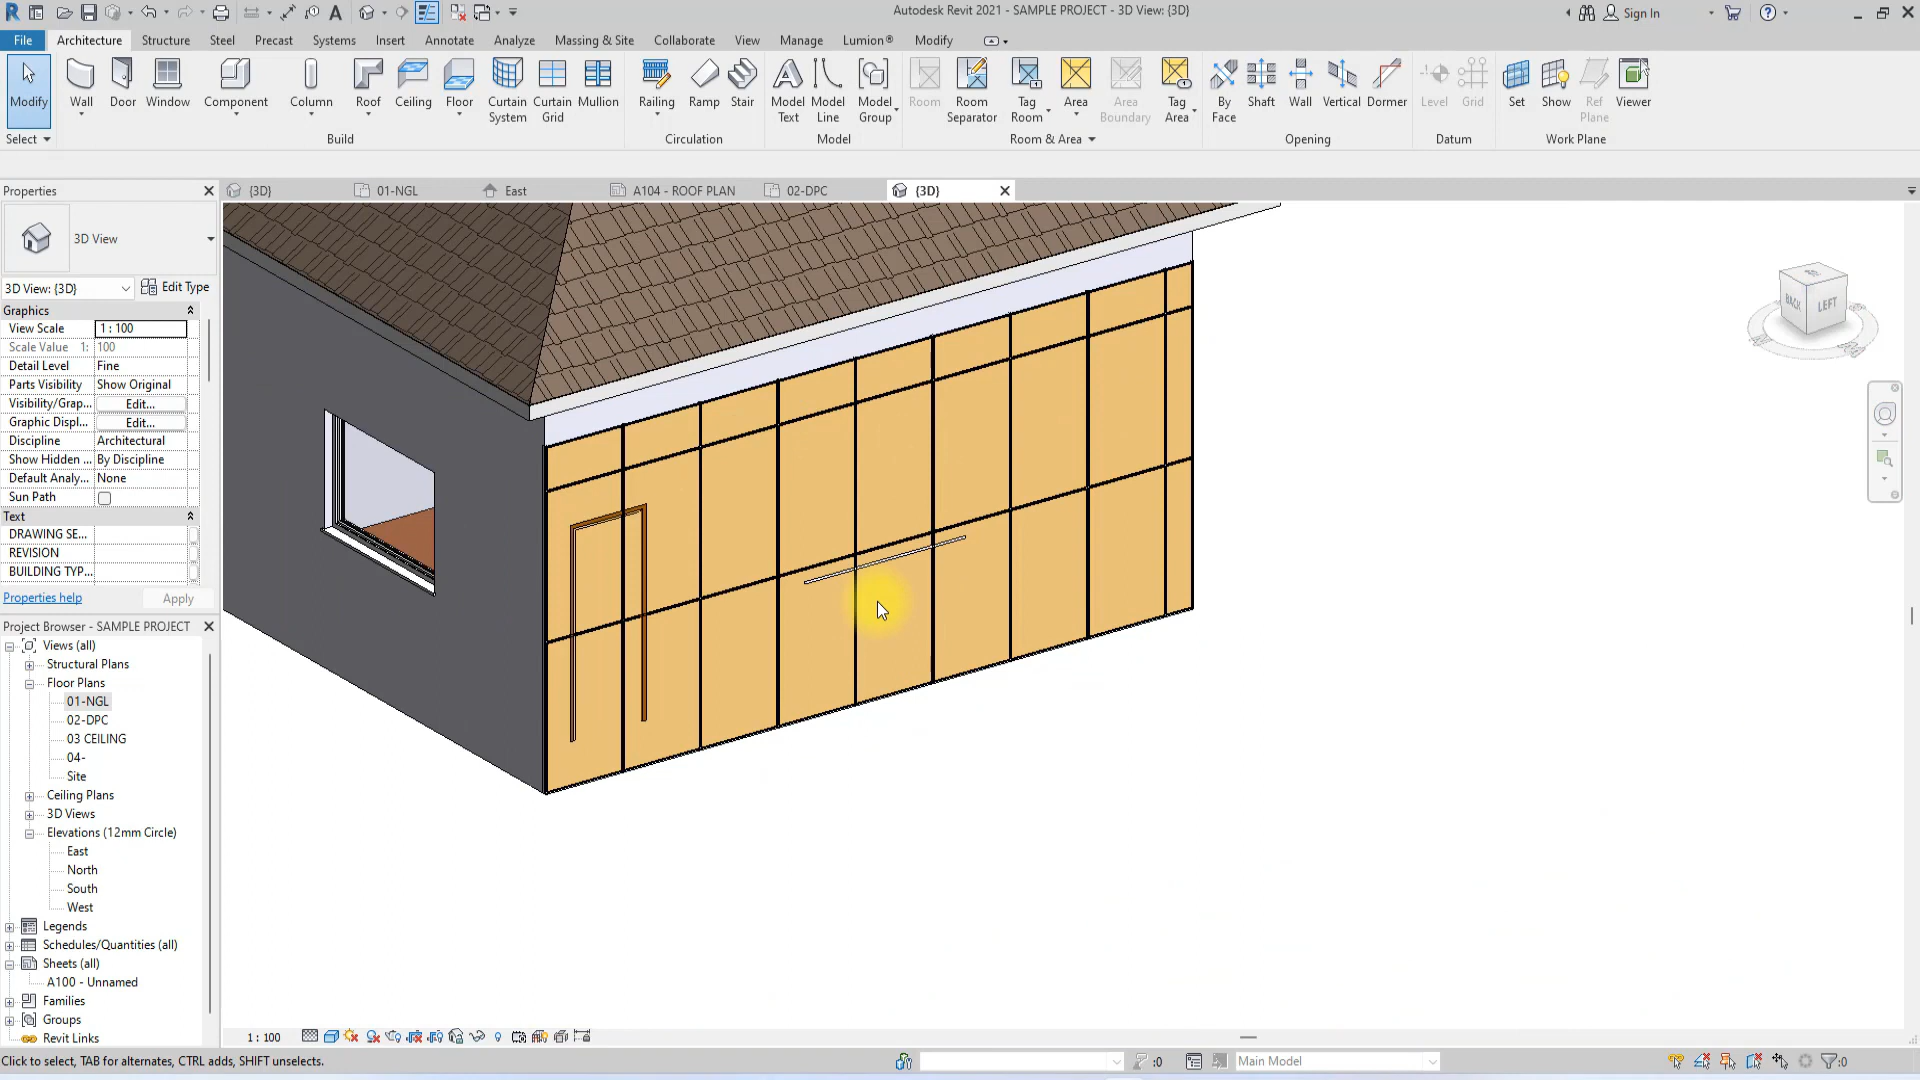 Autodesk Revit 2021 - SAMPLE PROJECT - 3D View: {3D}
Sign In
File
Architecture
Structure
Steel
Precast
Systems
Insert
Annotate
Analyze
Massing & Site
Collaborate
View
Manage
Lumion®
Modify
Modify
Wall
Door
Window
Component
Column
Roof
Ceiling
Floor
Curtain System
Curtain Grid
Mullion
Railing
Ramp
Stair
Model Text
Model Line
Model Group
Room
Room Separator
Tag Room
Area
Area Boundary
Tag Area
By Face
Shaft
Wall
Vertical
Dormer
Level
Grid
Set
Show
Ref Plane
Viewer
Select
Build
Circulation
Model
Room & Area
Opening
Datum
Work Plane
Properties
{3D}
01-NGL
East
A104 - ROOF PLAN
02-DPC
{3D}
3D View
3D View: {3D}
Edit Type
Graphics
View Scale
1 : 100
Scale Value 1:
100
Detail Level
Fine
Parts Visibility
Show Original
Visibility/Grap...
Edit...
Graphic Displ...
Edit...
Discipline
Architectural
Show Hidden ...
By Discipline
Default Analy...
None
Sun Path
Text
DRAWING SE...
REVISION
BUILDING TYP...
Properties help
Apply
BACK
LEFT
Project Browser - SAMPLE PROJECT
Views (all)
Structural Plans
Floor Plans
01-NGL
02-DPC
03 CEILING
04-
Site
Ceiling Plans
3D Views
Elevations (12mm Circle)
East
North
South
West
Legends
Schedules/Quantities (all)
Sheets (all)
A100 - Unnamed
Families
Groups
Revit Links
1 : 100
Click to select, TAB for alternates, CTRL adds, SHIFT unselects.
:0
Main Model
:0